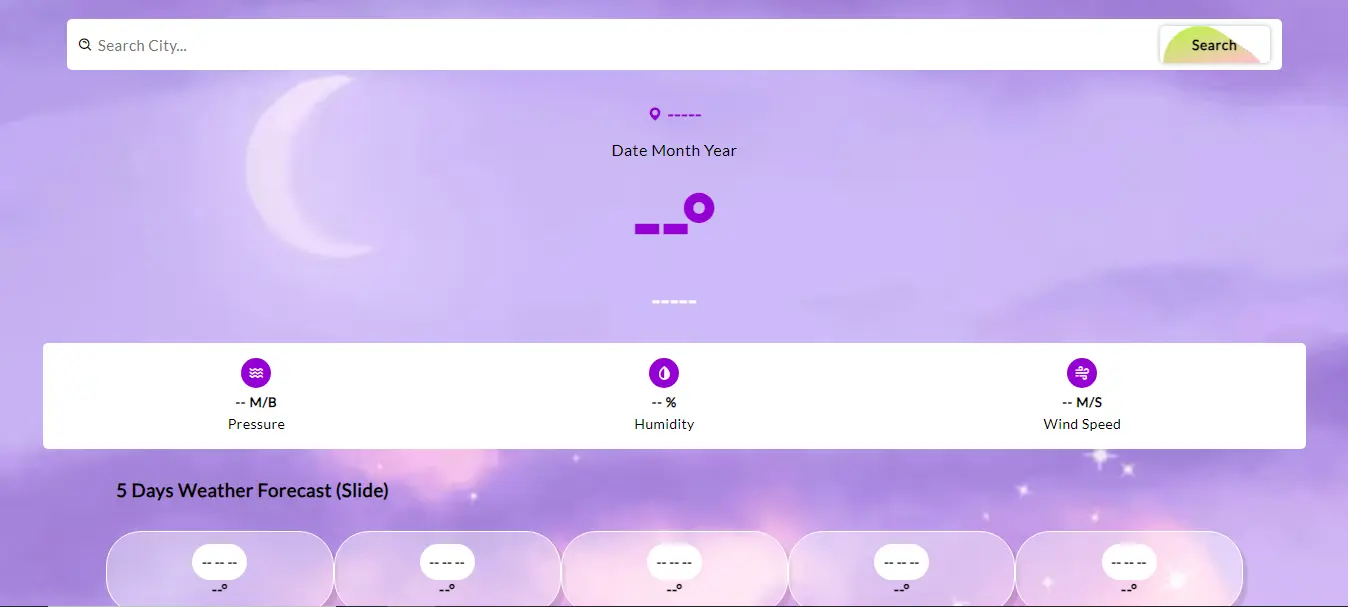 Search City...
Search
-----
Date Month Year
--°
-----
-- M/B
Pressure
-- %
Humidity
-- M/S
Wind Speed
5 Days Weather Forecast (Slide)
-- -- --
--°
-- -- --
--°
-- -- --
--°
-- -- --
--°
-- -- --
--°